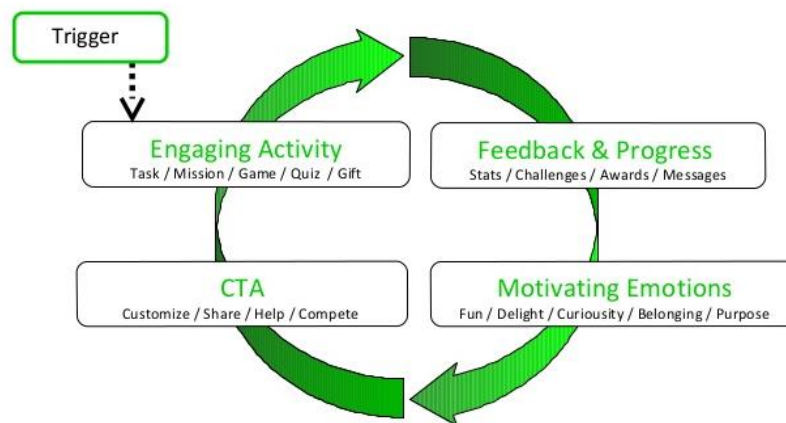 Trigger
Engaging Activity
Task / Mission / Game / Quiz / Gift
Feedback & Progress
Stats / Challenges / Awards / Messages
CTA
Customize / Share / Help / Compete
Motivating Emotions
Fun / Delight / Curiousity / Belonging / Purpose